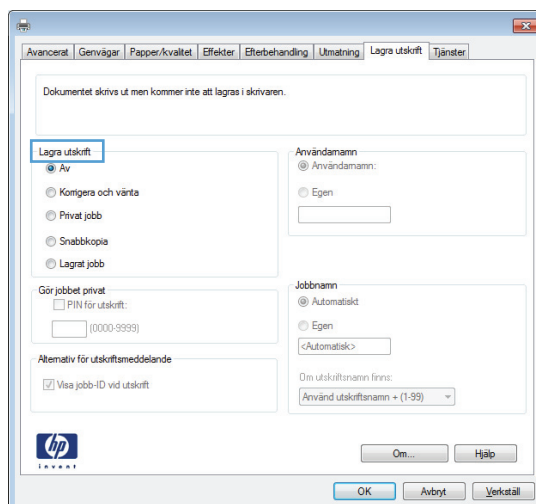 Avancerat Genvägar Papper/kvalitet Effekter Efterbehandling Utmatning Lagra utskrift Tjänster
Dokumentet skrivs ut men kommer inte att lagras i skrivaren.
Lagra utskrift
Av
Korrigera och vänta
Privat jobb
Snabbkopia
Lagrat jobb
Användarnamn
Användarnamn:
Egen
Gör jobbet privat
PIN för utskrift:
(0000-9999)
Jobbnamn
Automatiskt
Egen
<Automatisk>
Om utskriftsnamn finns:
Använd utskriftsnamn + (1-99)
Alternativ för utskriftsmeddelande
Visa jobb-ID vid utskrift
hp
invent
Om... Hjälp
OK Avbryt Verkställ